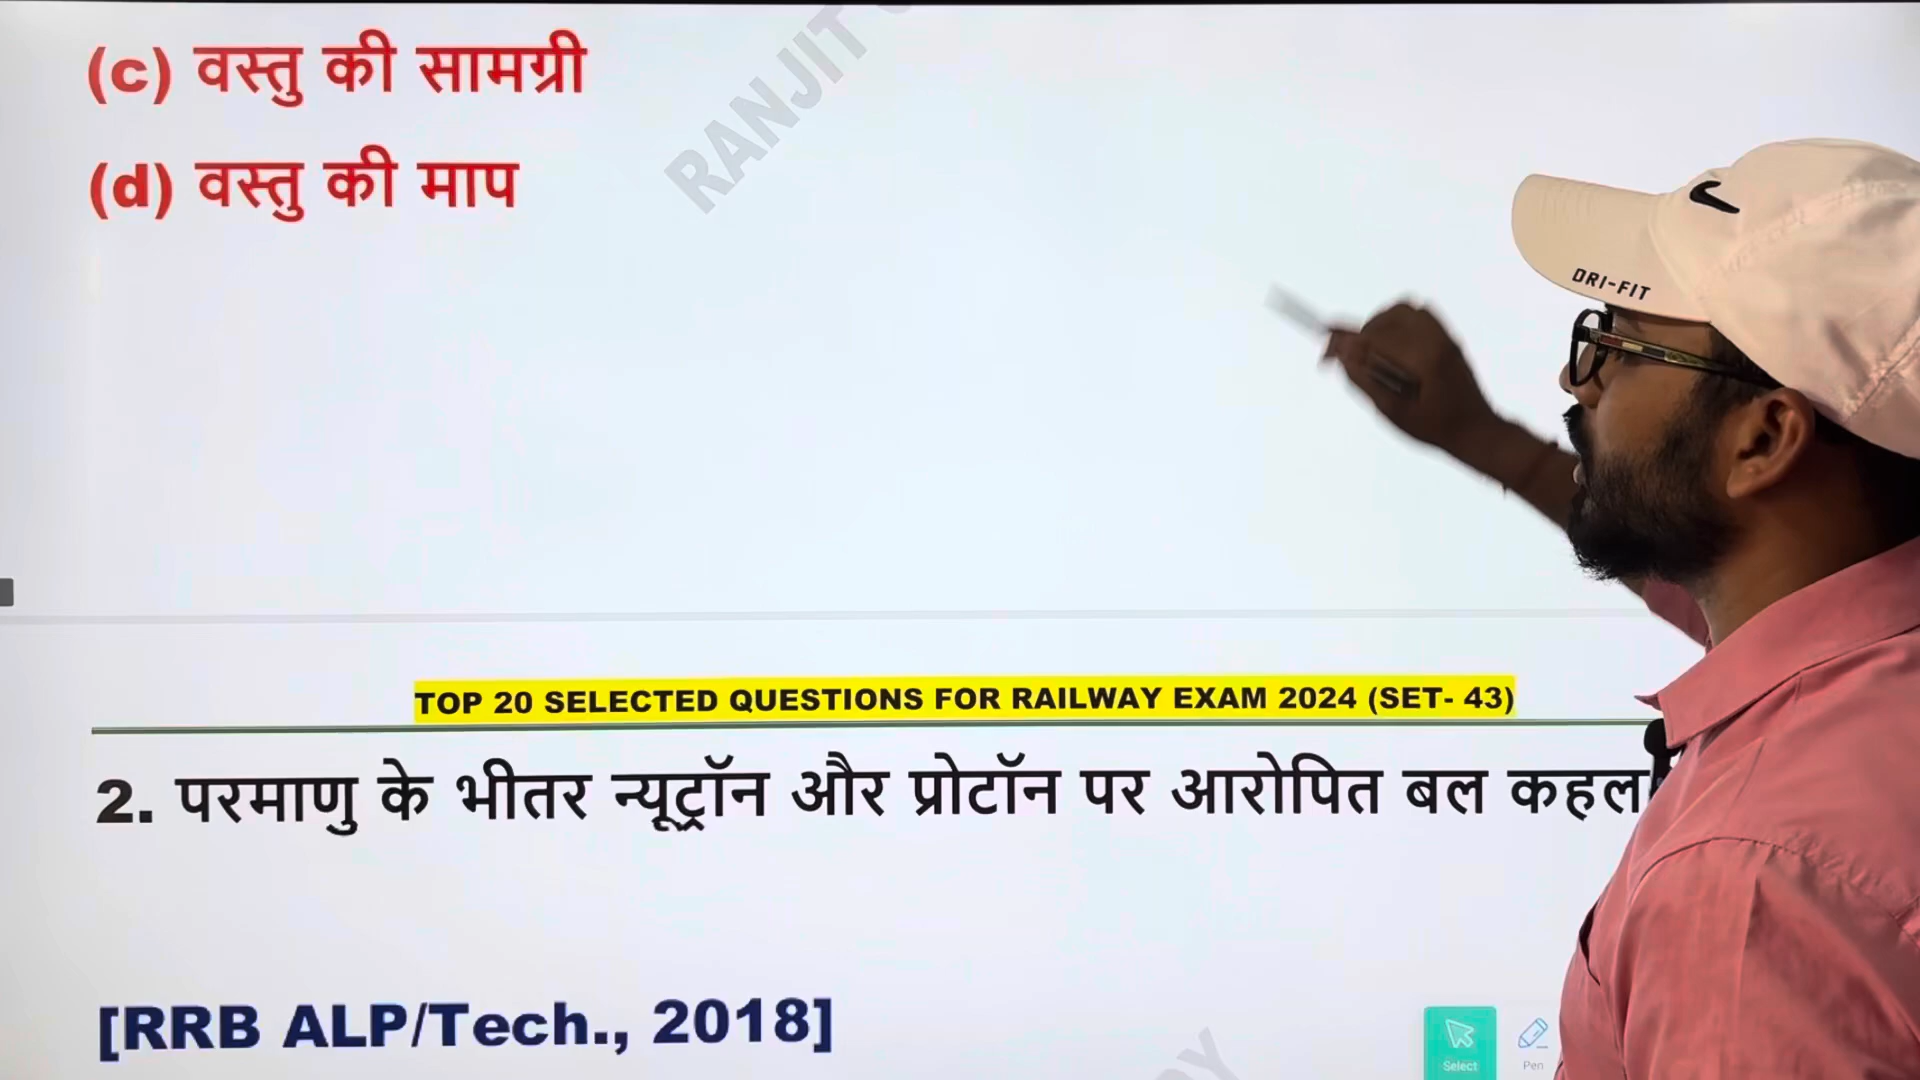 (c) वस्तु की सामग्री
RANJIT
(d) वस्तु की माप
DRI-FIT
TOP 20 SELECTED QUESTIONS FOR RAILWAY EXAM 2024 (SET- 43)
2. परमाणु के भीतर न्यूट्रॉन और प्रोटॉन पर आरोपित बल
[RRB ALP/Tech., 2018]
Select
Pen